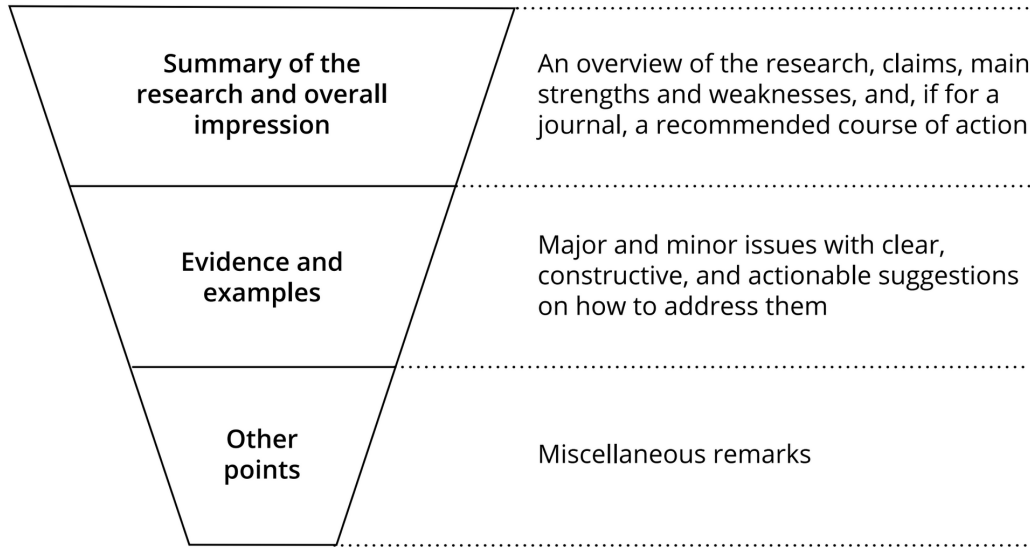 Summary of the
research and overall
impression
An overview of the research, claims, main
strengths and weaknesses, and, if for a
journal, a recommended course of action
Evidence and
examples
Major and minor issues with clear,
constructive, and actionable suggestions
on how to address them
Other
points
Miscellaneous remarks